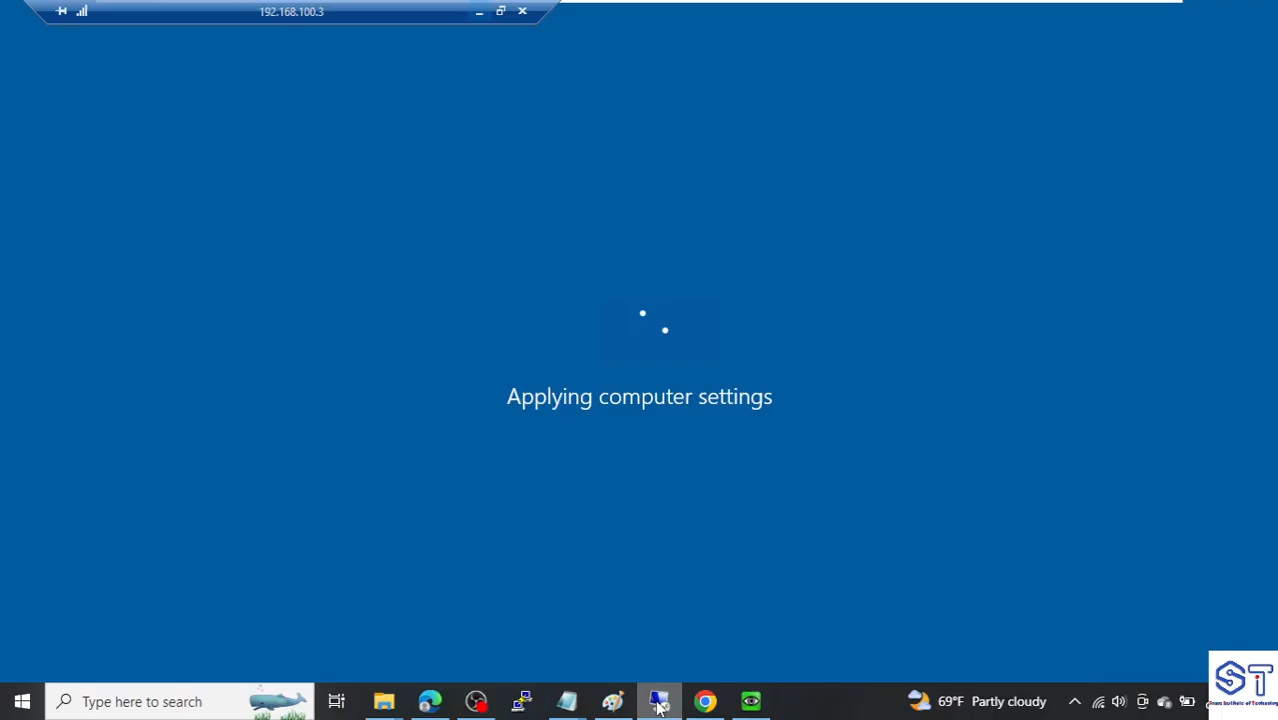 192.168.100.3
Applying computer settings
Type here to search
69°F Partly cloudy